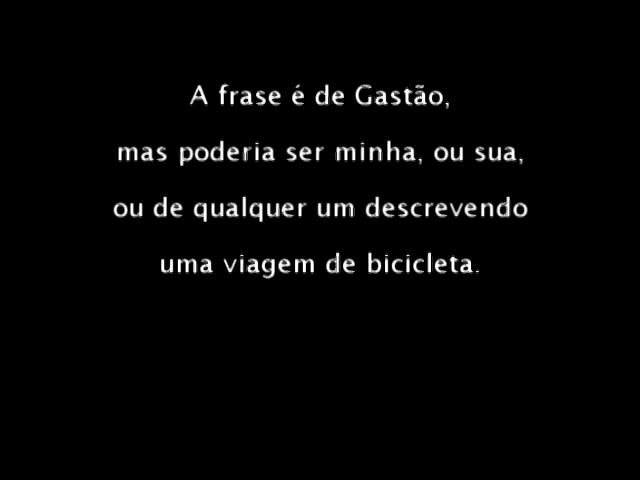 A frase é de Gastão,
mas poderia ser minha, ou sua,
ou de qualquer um descrevendo
uma viagem de bicicleta.